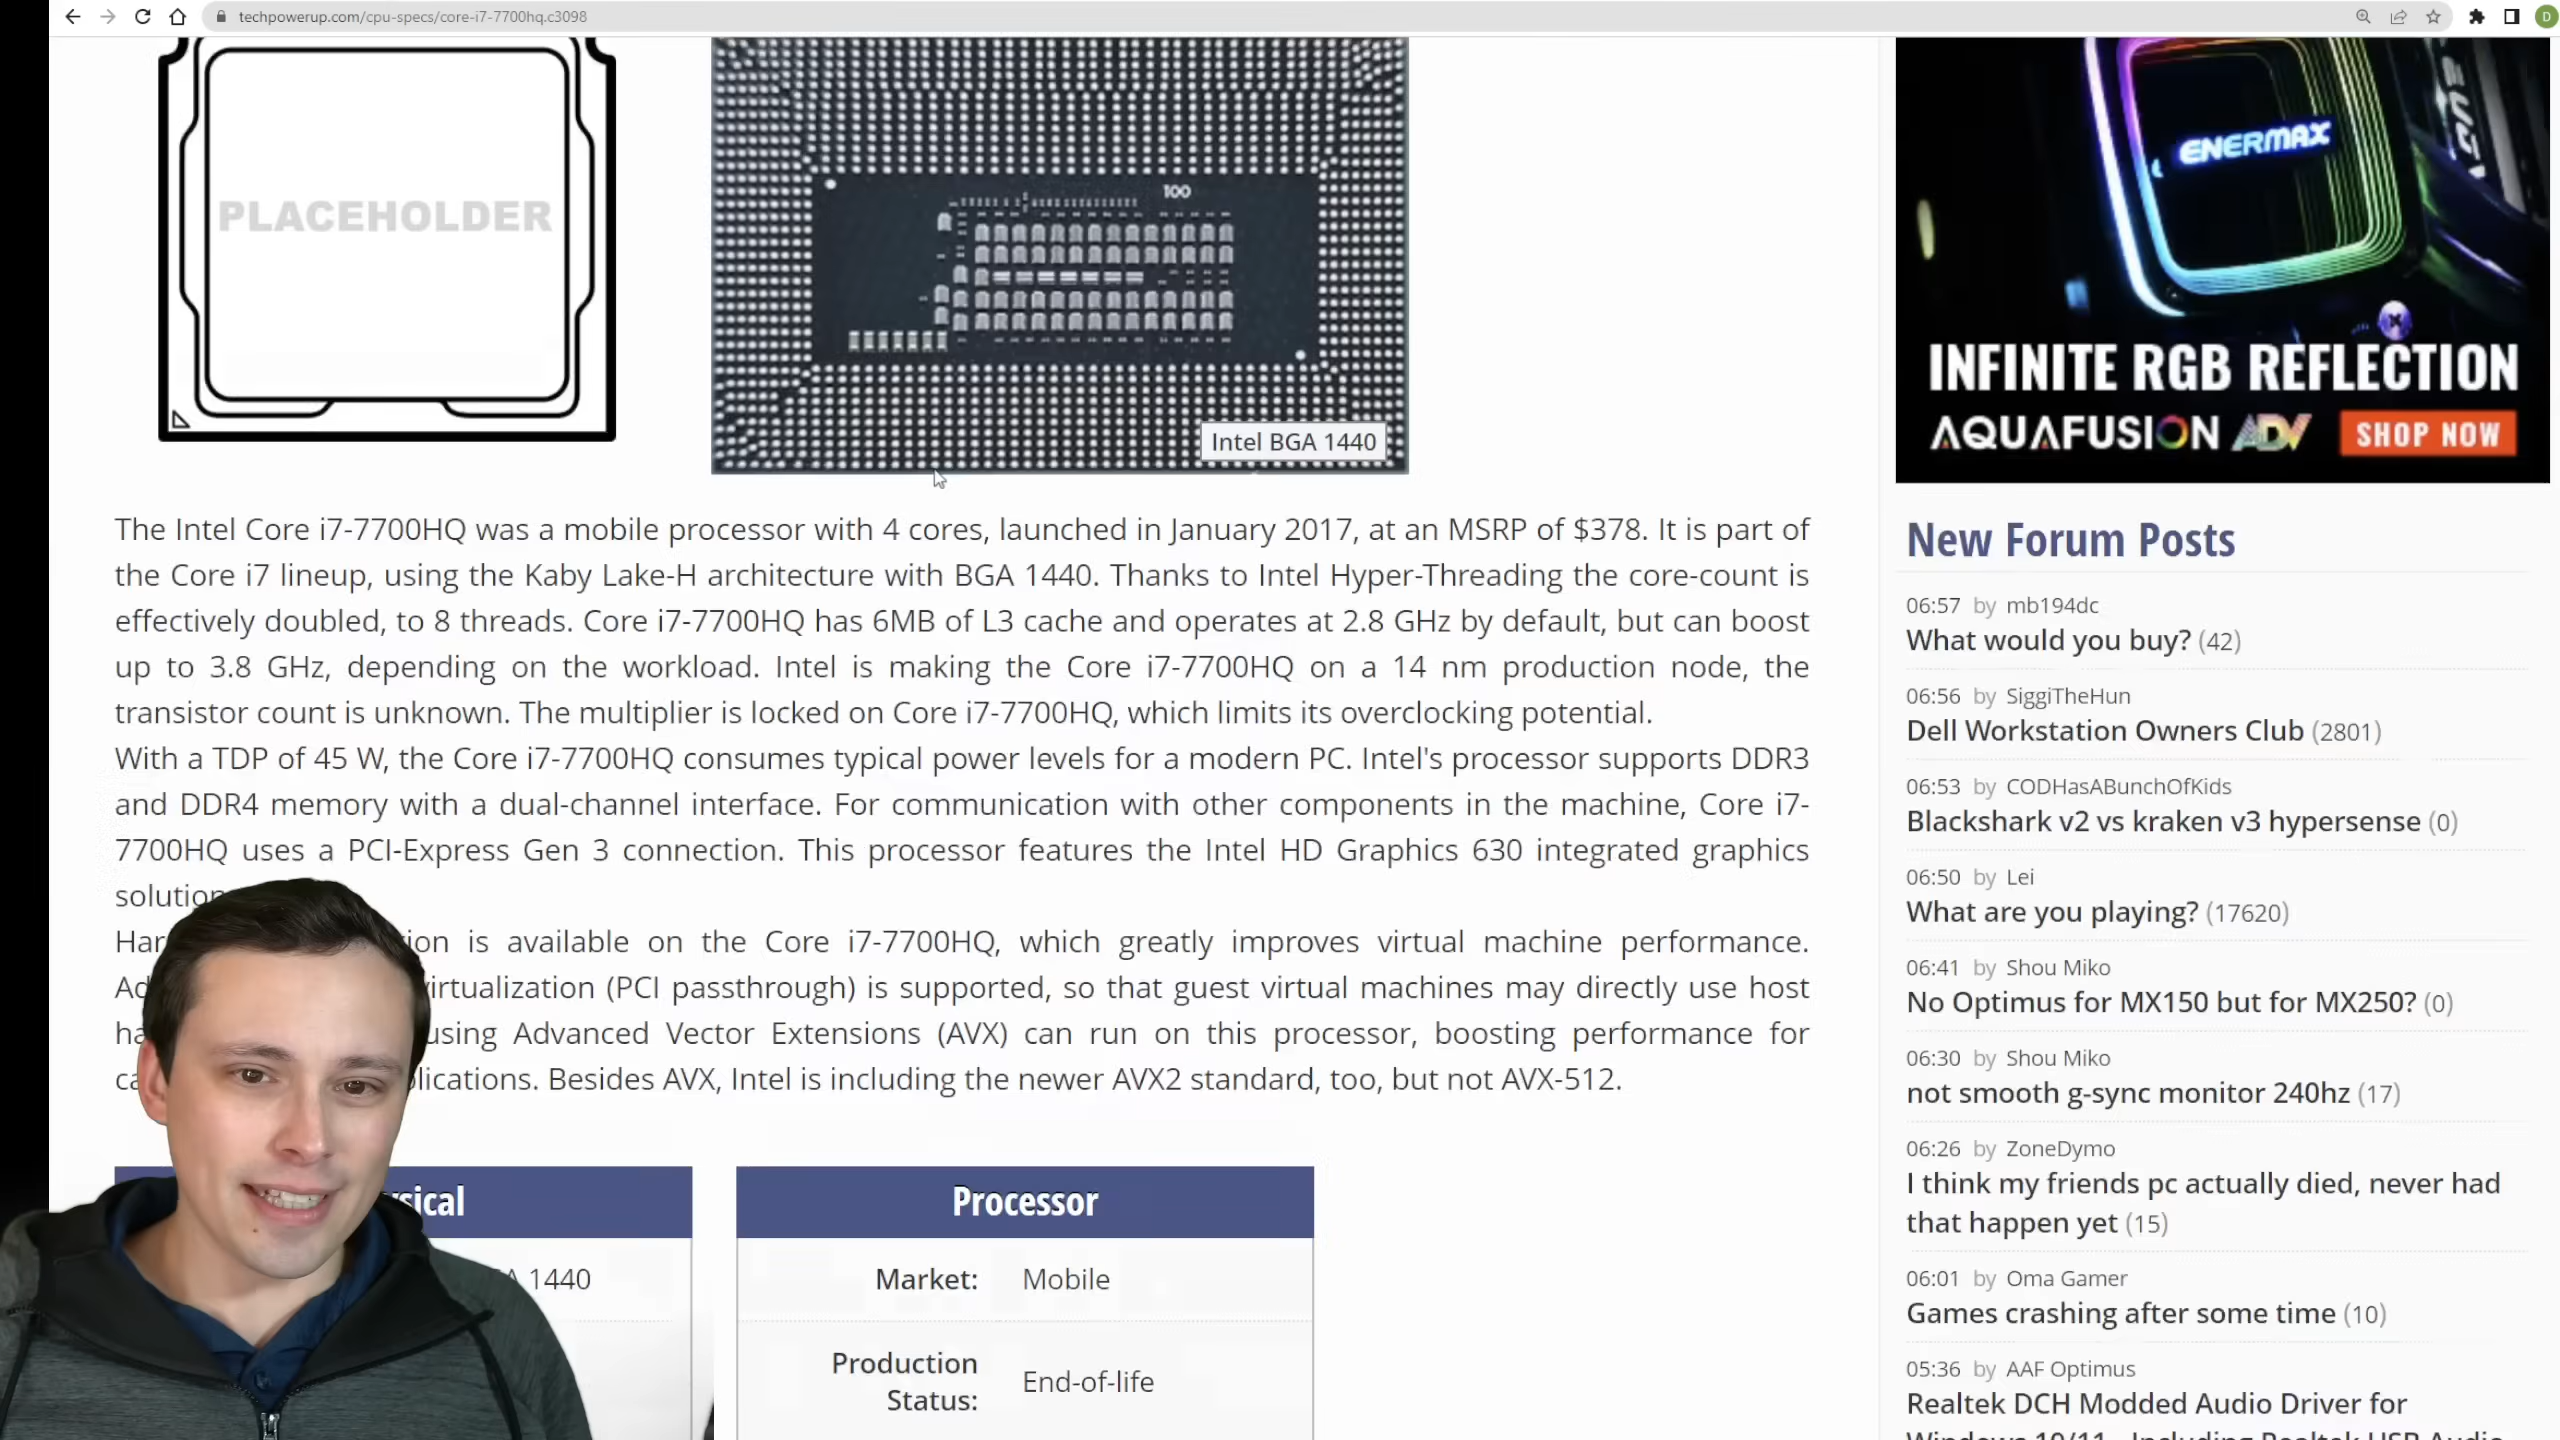 techpowerup.com/cpu-specs/core-i7-7700hq.c3098
D
PLACEHOLDER
100
Intel BGA 1440
The Intel Core i7-7700HQ was a mobile processor with 4 cores, launched in January 2017, at an MSRP of $378. It is part of
the Core i7 lineup, using the Kaby Lake-H architecture with BGA 1440. Thanks to Intel Hyper-Threading the core-count is
effectively doubled, to 8 threads. Core i7-7700HQ has 6MB of L3 cache and operates at 2.8 GHz by default, but can boost
up to 3.8 GHz, depending on the workload. Intel is making the Core i7-7700HQ on a 14 nm production node, the
transistor count is unknown. The multiplier is locked on Core i7-7700HQ, which limits its overclocking potential.
With a TDP of 45 W, the Core i7-7700HQ consumes typical power levels for a modern PC. Intel's processor supports DDR3
and DDR4 memory with a dual-channel interface. For communication with other components in the machine, Core i7-
7700HQ uses a PCI-Express Gen 3 connection. This processor features the Intel HD Graphics 630 integrated graphics
solution
is available on the Core i7-7700HQ, which greatly improves virtual machine performance.
virtualization (PCI passthrough) is supported, so that guest virtual machines may directly use host
using Advanced Vector Extensions (AVX) can run on this processor, boosting performance for
Besides AVX, Intel is including the newer AVX2 standard, too, but not AVX-512.
1440
Processor
Market: Mobile
Production
Status: End-of-life
ENERMAX
INFINITE RGB REFLECTION
AQUAFUSION ADV SHOP NOW
New Forum Posts
06:57 by mb194dc
What would you buy? (42)
06:56 by SiggiTheHun
Dell Workstation Owners Club (2801)
06:53 by CODHasABunchOfKids
Blackshark v2 vs kraken v3 hypersense (0)
06:50 by Lei
What are you playing? (17620)
06:41 by Shou Miko
No Optimus for MX150 but for MX250? (0)
06:30 by Shou Miko
not smooth g-sync monitor 240hz (17)
06:26 by ZoneDymo
I think my friends pc actually died, never had
that happen yet (15)
06:01 by Oma Gamer
Games crashing after some time (10)
05:36 by AAF Optimus
Realtek DCH Modded Audio Driver for
Windows 10/11 - Including Realtek USB Audio